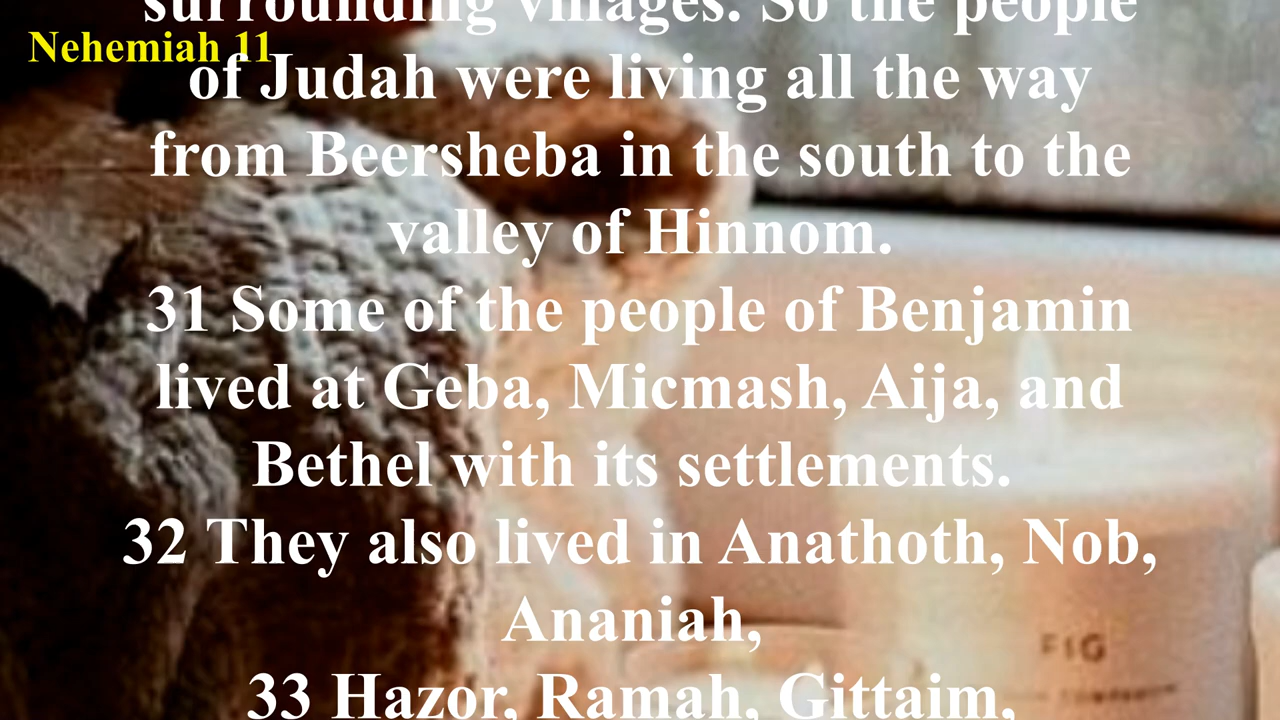 surrounding villages. So the people
Nehemiah 11
of Judah were living all the way
from Beersheba in the south to the
valley of Hinnom.
31 Some of the people of Benjamin
lived at Geba, Micmash, Aija, and
Bethel with its settlements.
32 They also lived in Anathoth, Nob,
Ananiah,
FIG
33 Hazor, Ramah, Gittaim,